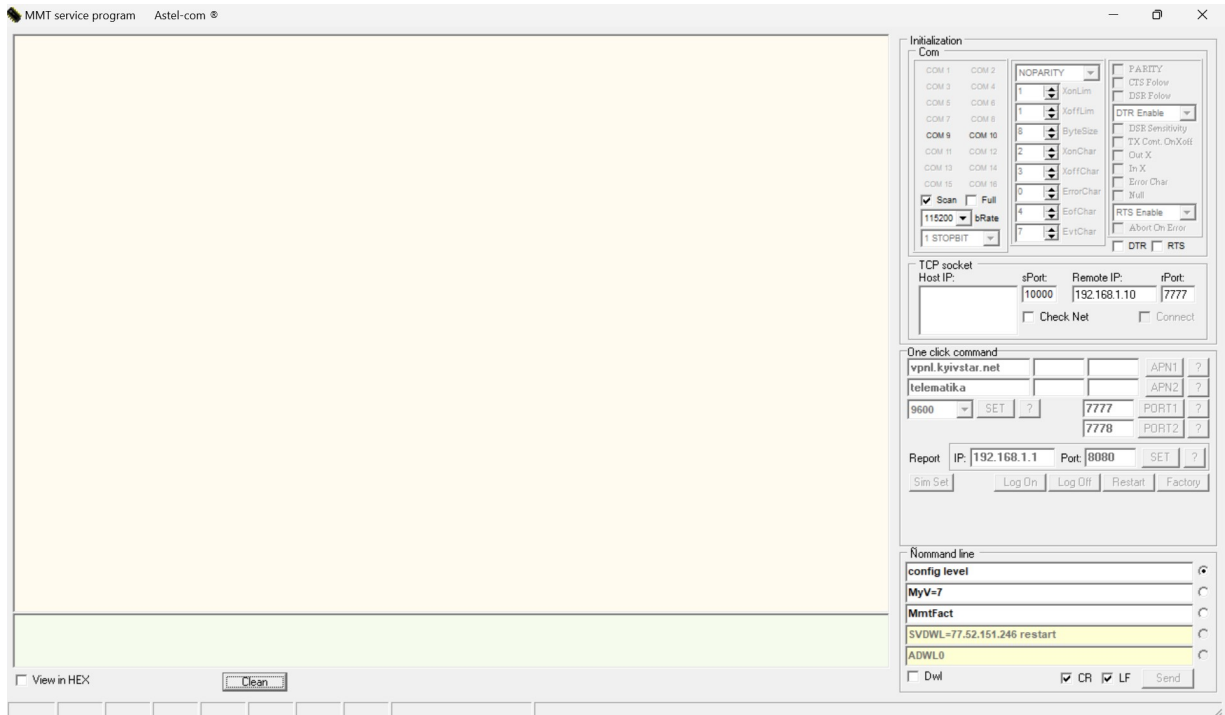 MMT service program Astel-com ®
Initialization
Com
COM 1 COM 2
COM 3 COM 4
COM 5 COM 6
COM 7 COM 8
COM 9 COM 10
COM 11 COM 12
COM 13 COM 14
COM 15 COM 16
Scan Full
115200 bRate
1 STOPBIT
NOPARITY
1 XonLim
1 XoffLim
8 ByteSize
2 XonChar
3 XoffChar
0 ErrorChar
4 EofChar
7 EvtChar
PARITY
CTS Folow
DSR Folow
DTR Enable
DSR Sensitivity
TX Cont. OnXoff
Out X
In X
Error Char
Null
RTS Enable
Abort On Error
DTR RTS
TCP socket
Host IP: sPort: Remote IP: rPort:
10000 192.168.1.10 7777
Check Net Connect
One click command
vpnl.kyivstar.net APN1 ?
telematika APN2 ?
9600 SET ? 7777 PORT1 ?
7778 PORT2 ?
Report IP: 192.168.1.1 Port: 8080 SET ?
Sim Set Log On Log Off Restart Factory
Ñommand line
config level
MyV=7
MmtFact
SVDWL=77.52.151.246 restart
ADWL0
Dwl CR LF Send
View in HEX Clean